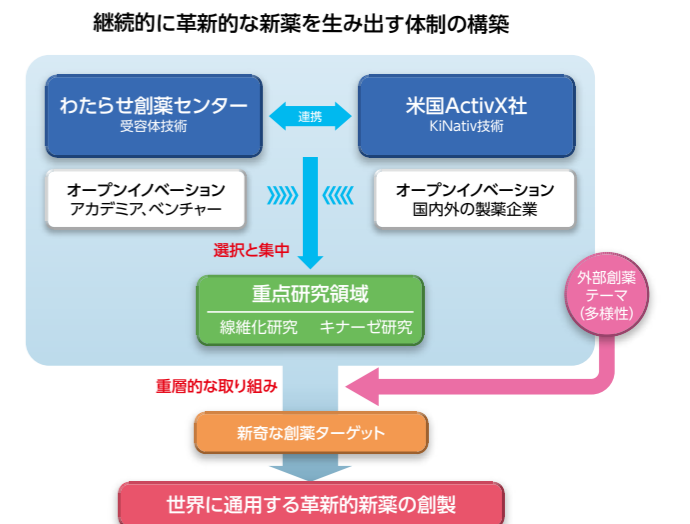 継続的に革新的な新薬を生み出す体制の構築
わたらせ創薬センター
受容体技術
連携
米国ActivX社
KiNativ技術
オープンイノベーション
アカデミア、ベンチャー
オープンイノベーション
国内外の製薬企業
選択と集中
重点研究領域
線維化研究 キナーゼ研究
外部創薬
テーマ
(多様性)
重層的な取り組み
新奇な創薬ターゲット
世界に通用する革新的新薬の創製